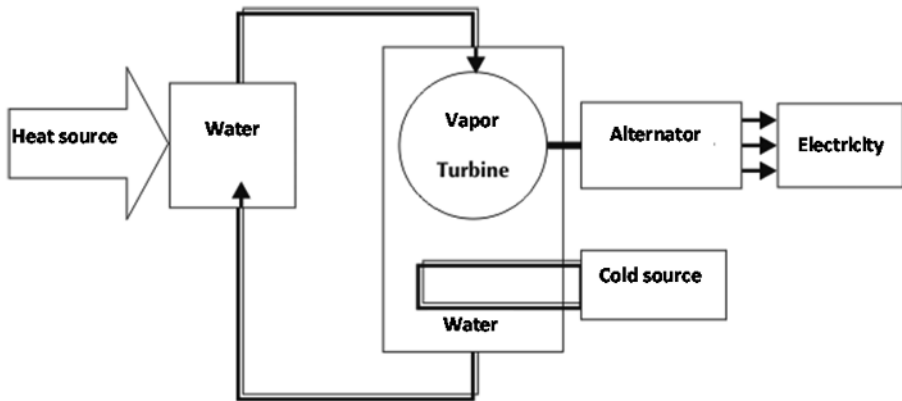 Heat source
Water
Vapor
Turbine
Alternator
Electricity
Cold source
Water